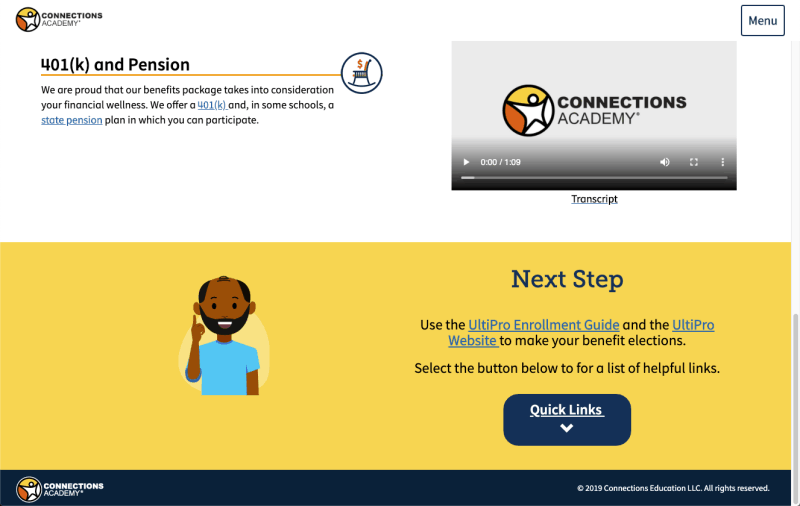 CONNECTIONS
ACADEMY®
Menu
401(k) and Pension
$
We are proud that our benefits package takes into consideration
your financial wellness. We offer a 401(k) and, in some schools, a
state pension plan in which you can participate.
CONNECTIONS
ACADEMY®
0:00 / 1:09
Transcript
Next Step
Use the UltiPro Enrollment Guide and the UltiPro
Website to make your benefit elections.
Select the button below to for a list of helpful links.
Quick Links
CONNECTIONS
ACADEMY®
© 2019 Connections Education LLC. All rights reserved.